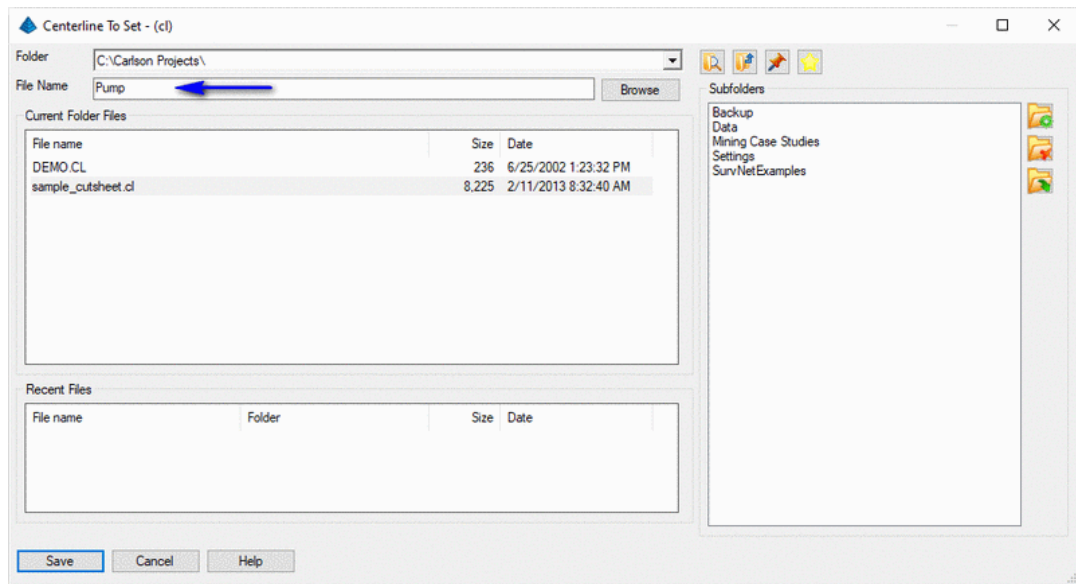 Centerline To Set - (cl)
Folder C:\Carlson Projects\
File Name Pump Browse
Current Folder Files
File name Size Date
DEMO.CL 236 6/25/2002 1:23:32 PM
sample_cutsheet.cl 8,225 2/11/2013 8:32:40 AM
Recent Files
File name Folder Size Date
Save Cancel Help
Subfolders
Backup
Data
Mining Case Studies
Settings
SurvNetExamples